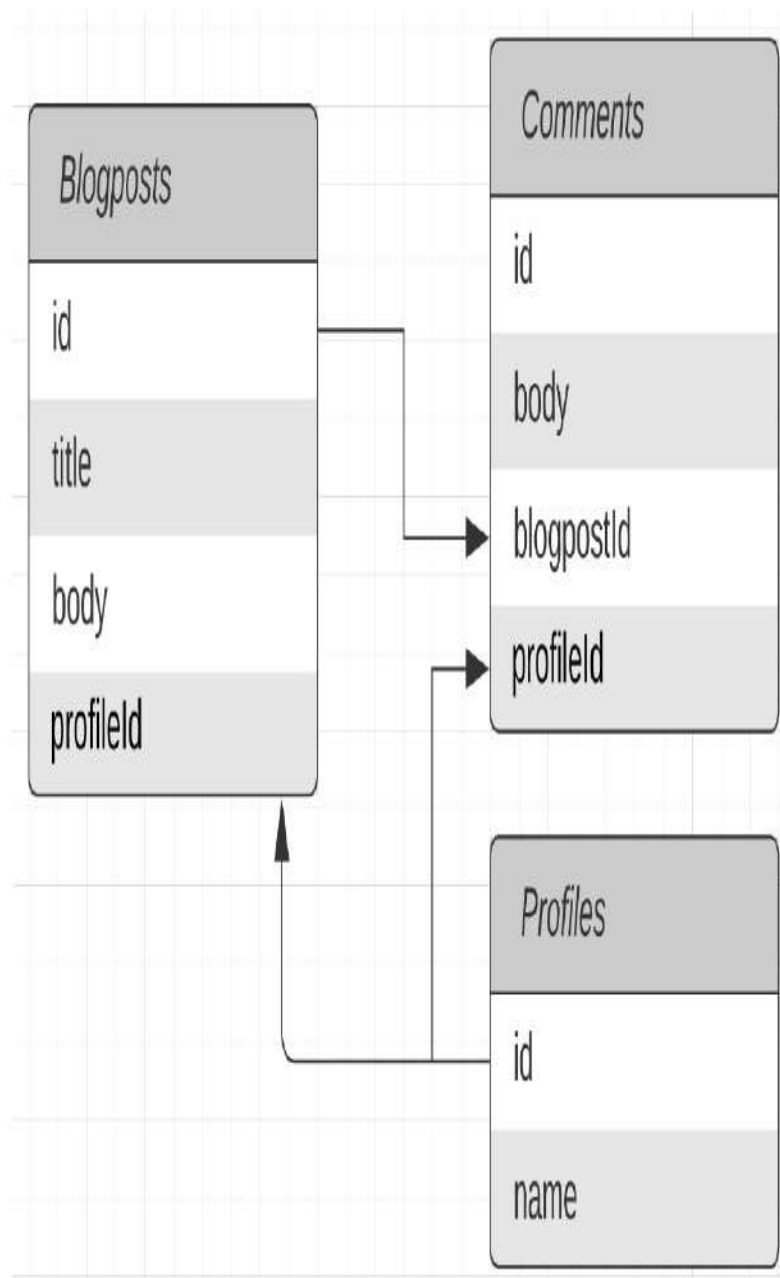 Blogposts
id
title
body
profileId
Comments
id
body
blogpostId
profileId
Profiles
id
name